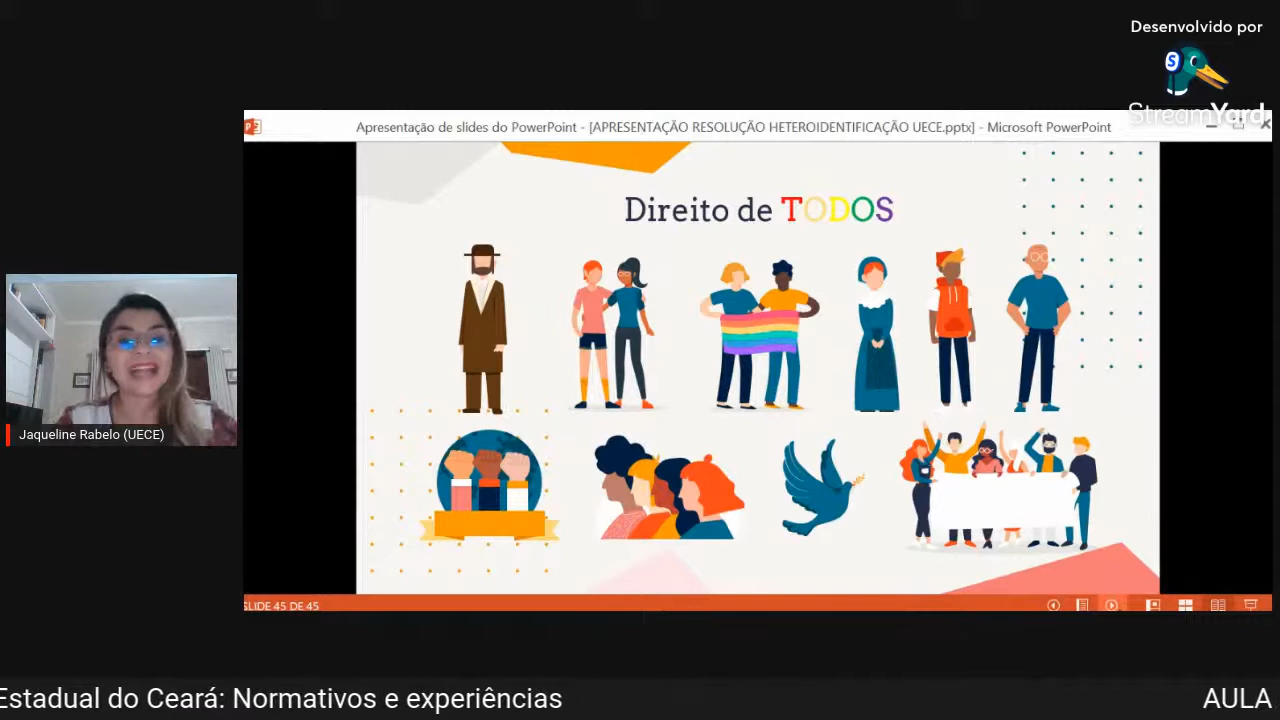 Desenvolvido por
S
StreamYard
Apresentação de slides do PowerPoint - [APRESENTAÇÃO RESOLUÇÃO HETEROIDENTIFICAÇÃO UECE.pptx] - Microsoft PowerPoint
Direito de TODOS
Jaqueline Rabelo (UECE)
SLIDE 45 DE 45
Estadual do Ceará: Normativos e experiências
AULA